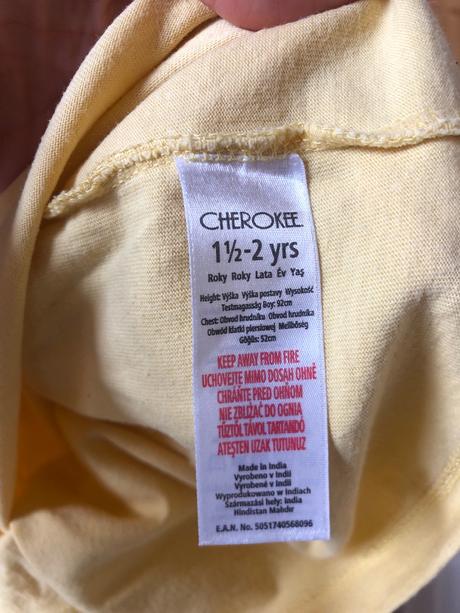 CHEROKEE
1½-2 yrs
Roky Roky Lata Év Yaş
Height: Výška Výška postavy Wysokość
Testmagasság Boy: 92cm
Chest: Obvod hrudníku Obvod hrudníka
Obwód klatki piersiowej Mellbőség
Göğüs: 52cm
KEEP AWAY FROM FIRE
UCHOVEJTE MIMO DOSAH OHNĚ
CHRÁŇTE PRED OHŇOM
NIE ZBLIŻAĆ DO OGNIA
TŰZTŐL TÁVOL TARTANDÓ
ATEŞTEN UZAK TUTUNUZ
Made in India
Vyrobeno v Indii
Vyrobené v Indii
Wyprodukowano w Indiach
Származási hely: India
Hindistan Malıdır
E.A.N. No. 5051740568096